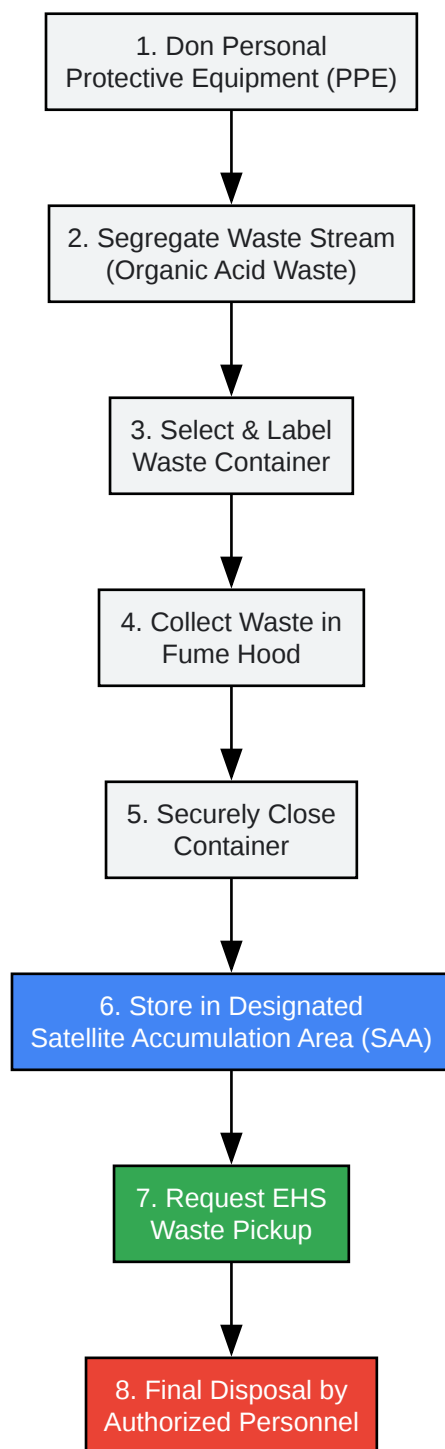 1. Don Personal
Protective Equipment (PPE)
2. Segregate Waste Stream
(Organic Acid Waste)
3. Select & Label
Waste Container
4. Collect Waste in
Fume Hood
5. Securely Close
Container
6. Store in Designated
Satellite Accumulation Area (SAA)
7. Request EHS
Waste Pickup
8. Final Disposal by
Authorized Personnel